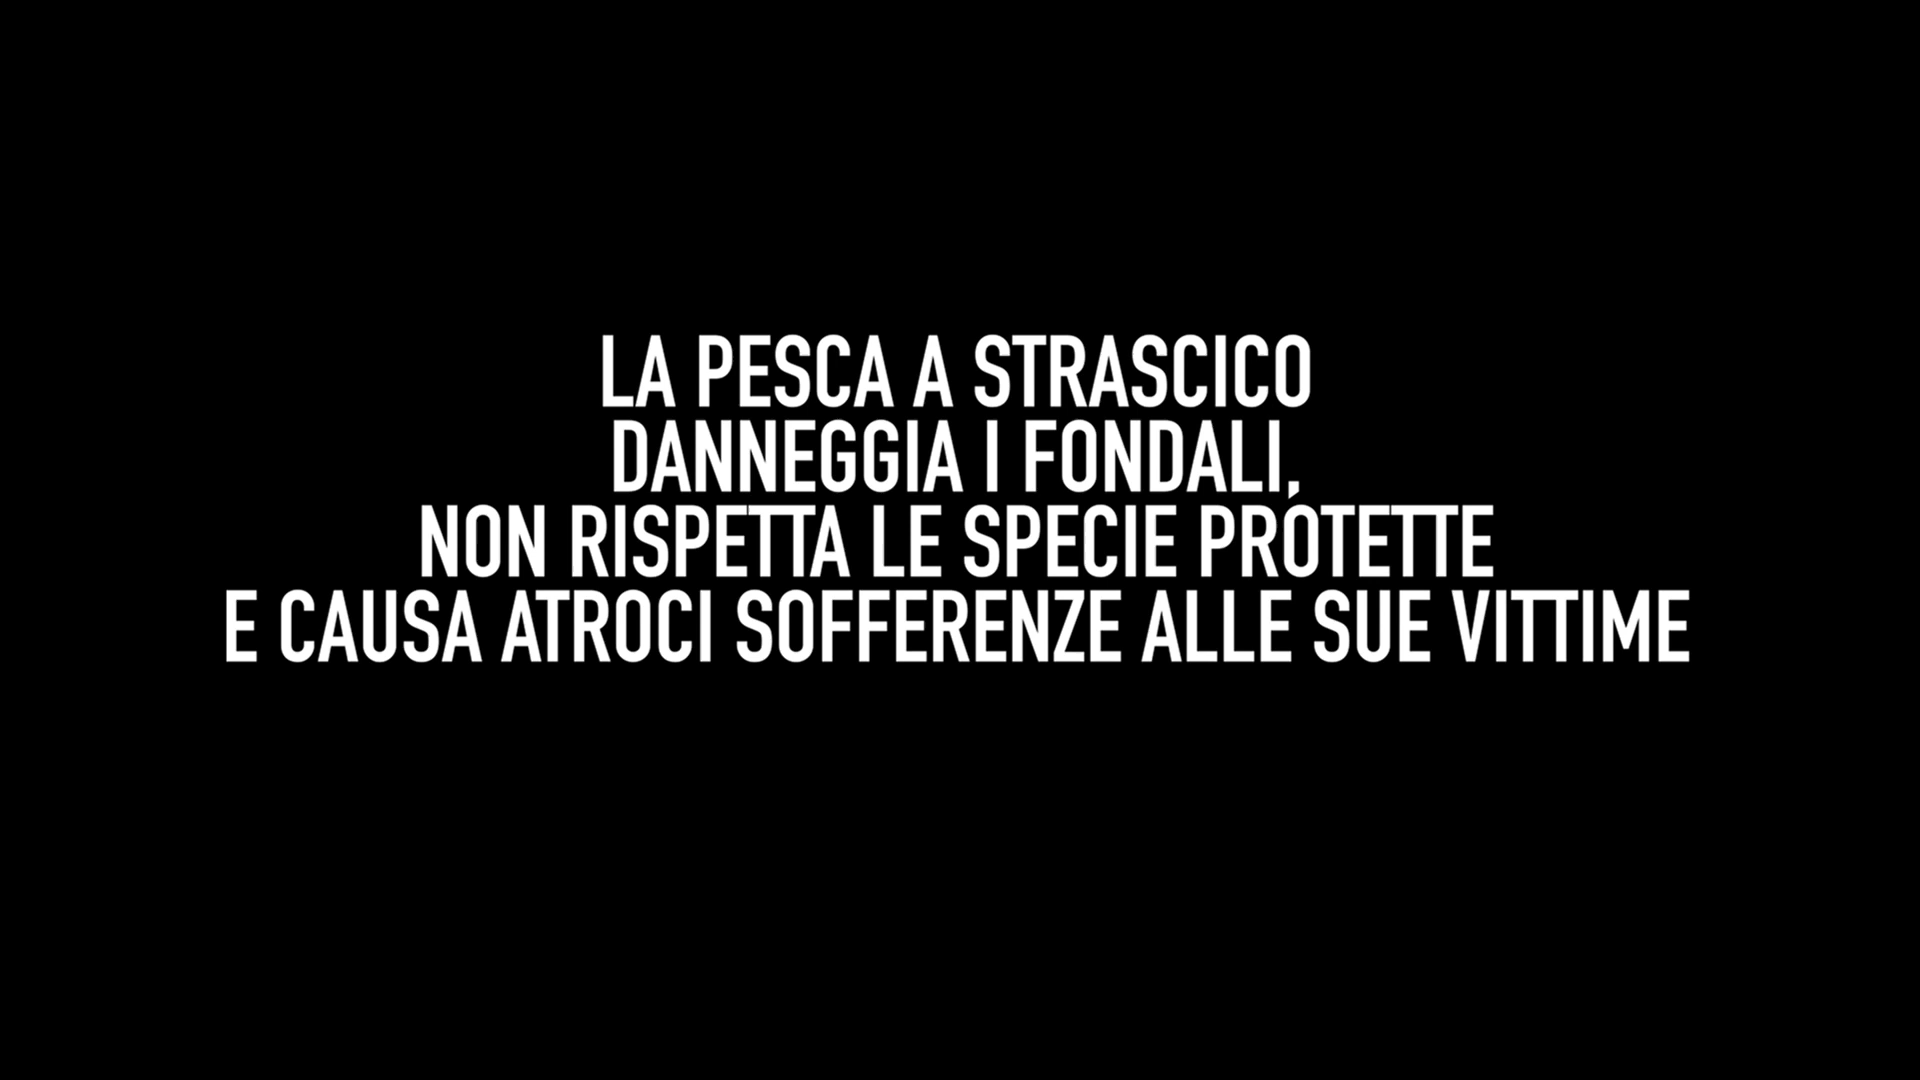 LA PESCA A STRASCICO
DANNEGGIA I FONDALI,
NON RISPETTA LE SPECIE PROTETTE
E CAUSA ATROCI SOFFERENZE ALLE SUE VITTIME